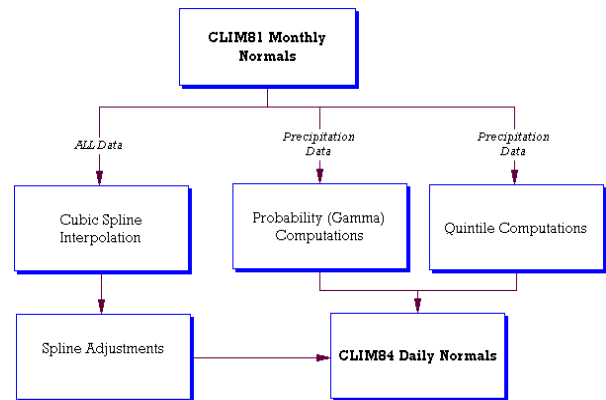 CLIM81 Monthly
Normals
ALL Data
Precipitation
Data
Precipitation
Data
Cubic Spline
Interpolation
Probability (Gamma)
Computations
Quintile Computations
Spline Adjustments
CLIM84 Daily Normals